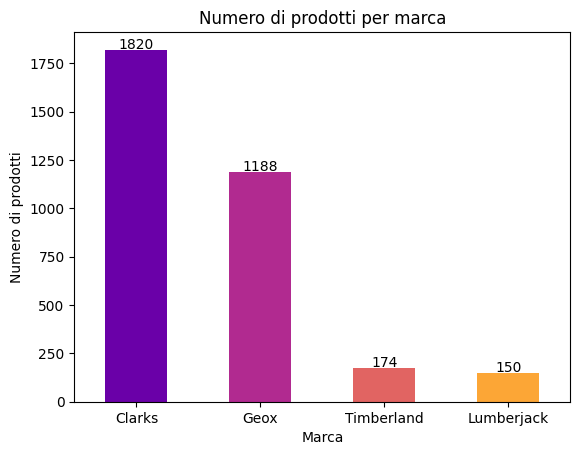 Numero di prodotti per marca
Numero di prodotti
1750
1500
1250
1000
750
500
250
0
1820
1188
174
150
Clarks
Geox
Timberland
Lumberjack
Marca